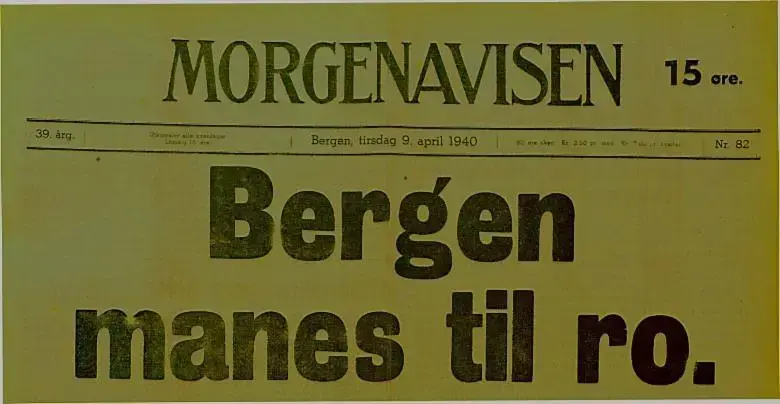 MORGENAVISEN 15 øre.
39. årg. Bergen, tirsdag 9. april 1940 Nr. 82
Bergen
manes til ro.